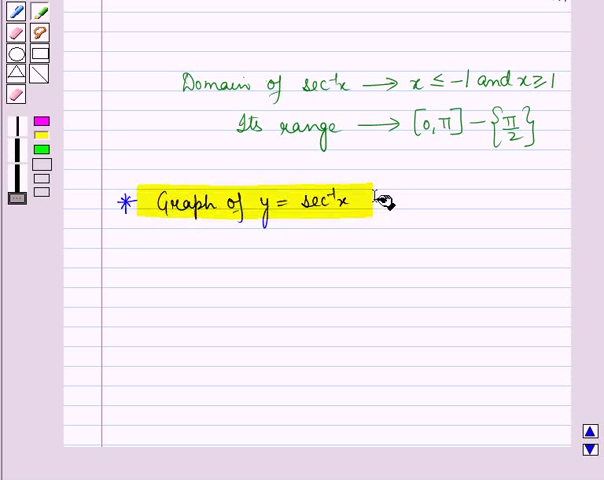 Domain of sec⁻¹x → x ≤ -1 and x ≥ 1
Its range → [0, π] - {π/2}
* Graph of y = sec⁻¹x